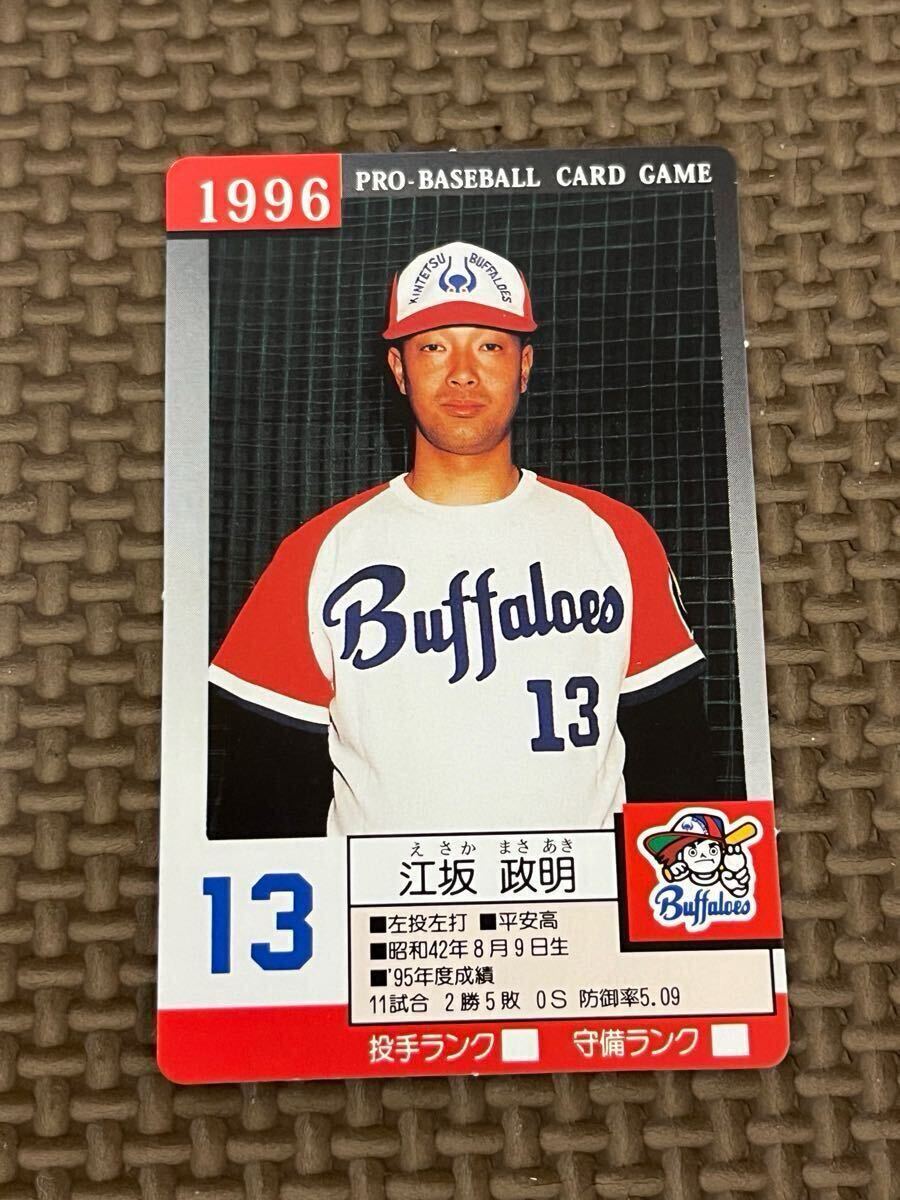 1996
PRO-BASEBALL CARD GAME
KINTETSU BUFFALOES
Buffaloes
13
えさか まさあき
江坂 政明
13
Buffaloes
■左投左打 ■平安高
■昭和42年8月9日生
■'95年度成績
11試合 2勝5敗 0S 防御率5.09
投手ランク 守備ランク